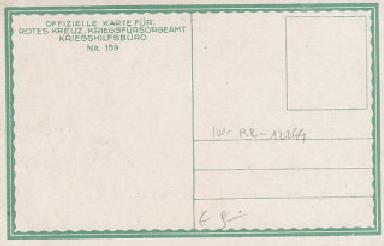 OFFIZIELLE KARTE FÜR
ROTES KREUZ, KRIEGSFÜRSORGEAMT
KRIEGSHILFSBÜRO
Nr. 159